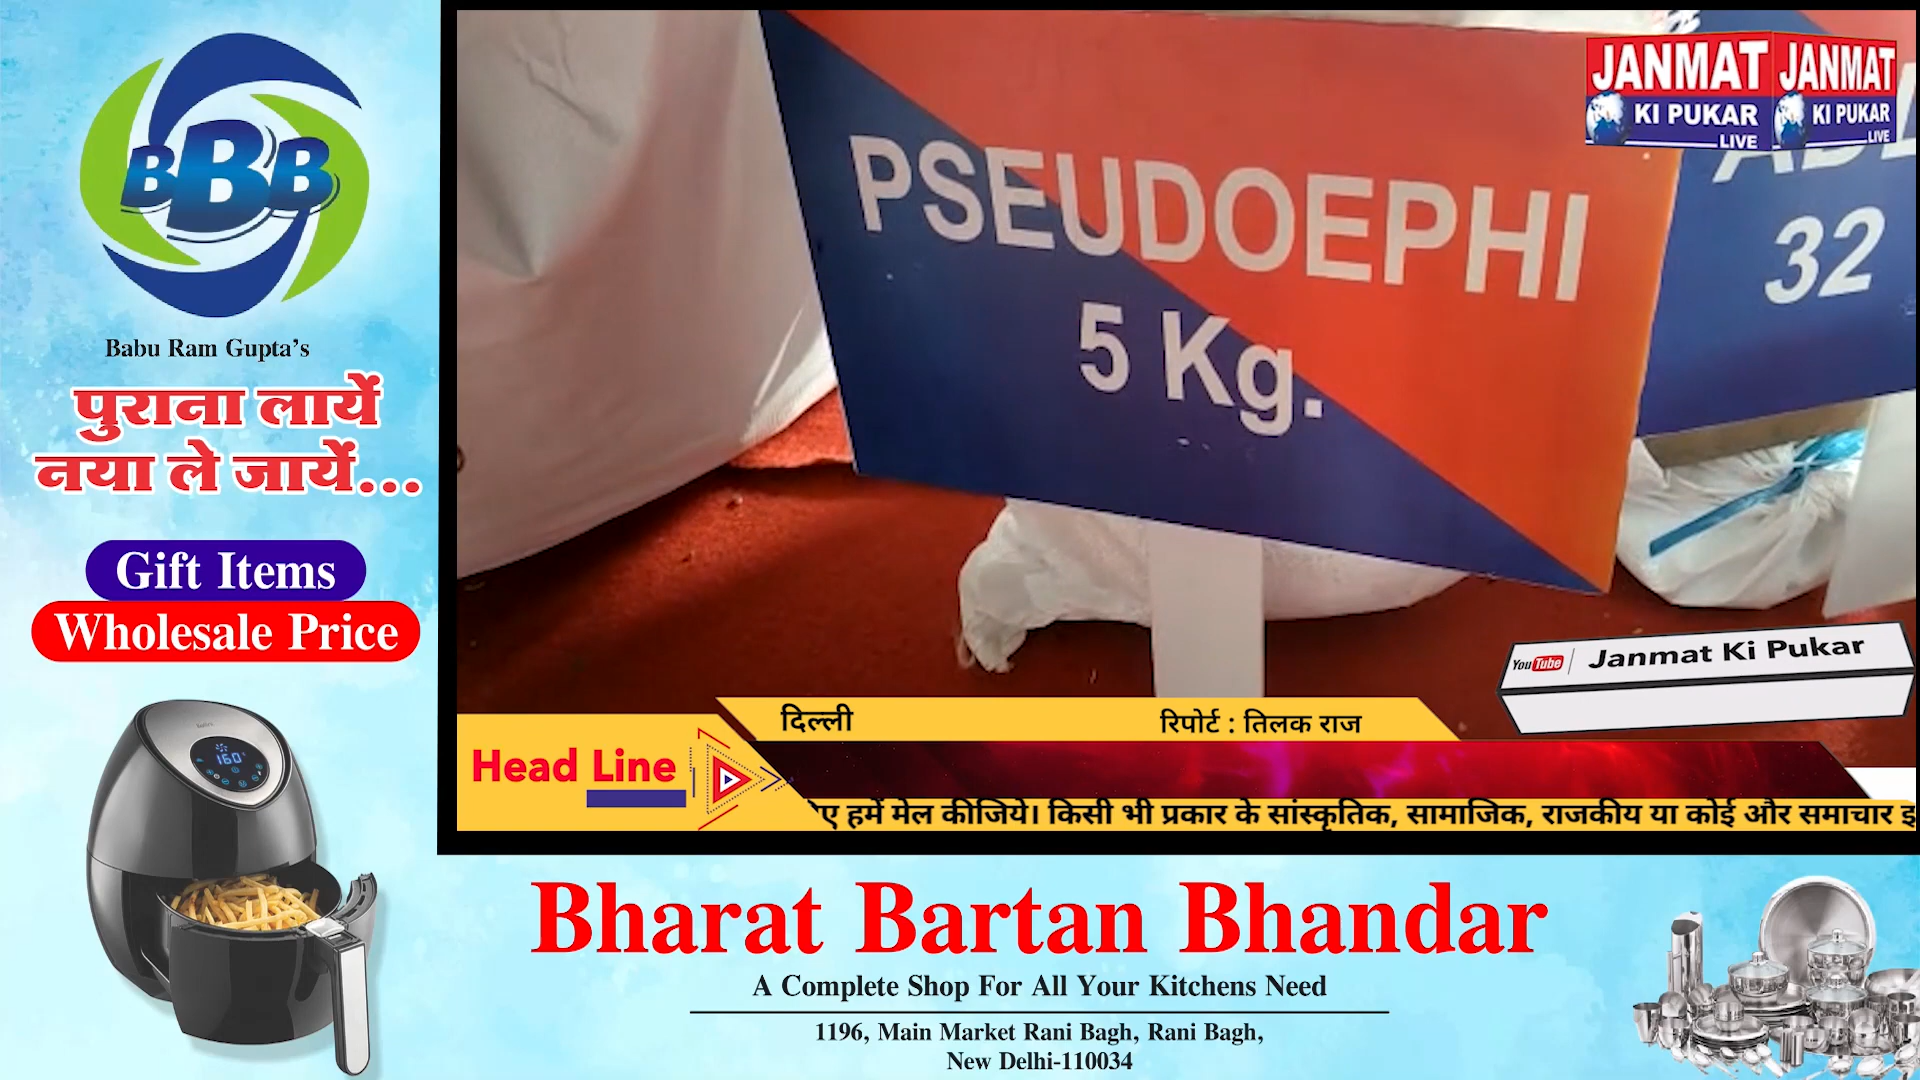 BBB
Babu Ram Gupta's
पुराना लायें
नया ले जायें...
Gift Items
Wholesale Price
160
PSEUDOEPHI
5 Kg.
32
JANMAT
KI PUKAR
LIVE
JANMAT
KI PUKAR
LIVE
YouTube | Janmat Ki Pukar
दिल्ली
रिपोर्ट : तिलक राज
Head Line
हमें मेल कीजिये। किसी भी प्रकार के सांस्कृतिक, सामाजिक, राजकीय या कोई और समाचार
Bharat Bartan Bhandar
A Complete Shop For All Your Kitchens Need
1196, Main Market Rani Bagh, Rani Bagh,
New Delhi-110034